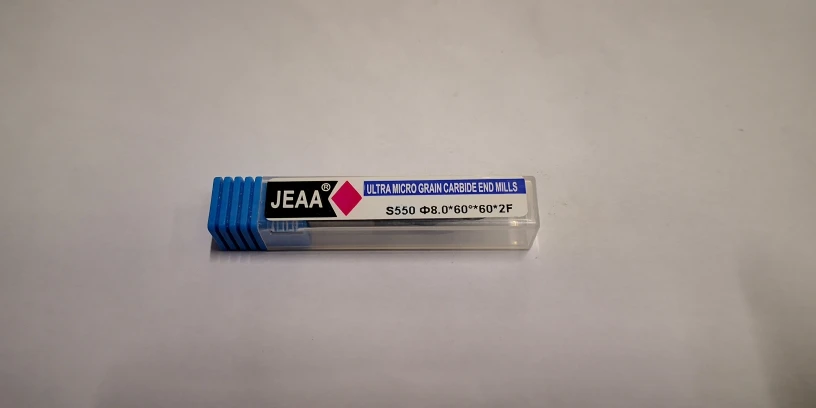 JEAA®
ULTRA MICRO GRAIN CARBIDE END MILLS
S550 Φ8.0*60°*60*2F